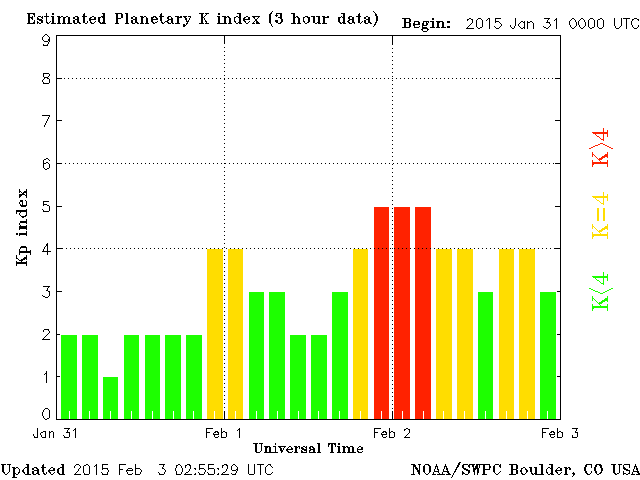 Estimated Planetary K index (3 hour data) Begin: 2015 Jan 31 0000 UTC
9
8
7
6
5
4
3
2
1
0
Kp index
K>4
K=4
K<4
Jan 31 Feb 1 Feb 2 Feb 3
Universal Time
Updated 2015 Feb 3 02:55:29 UTC NOAA/SWPC Boulder, CO USA